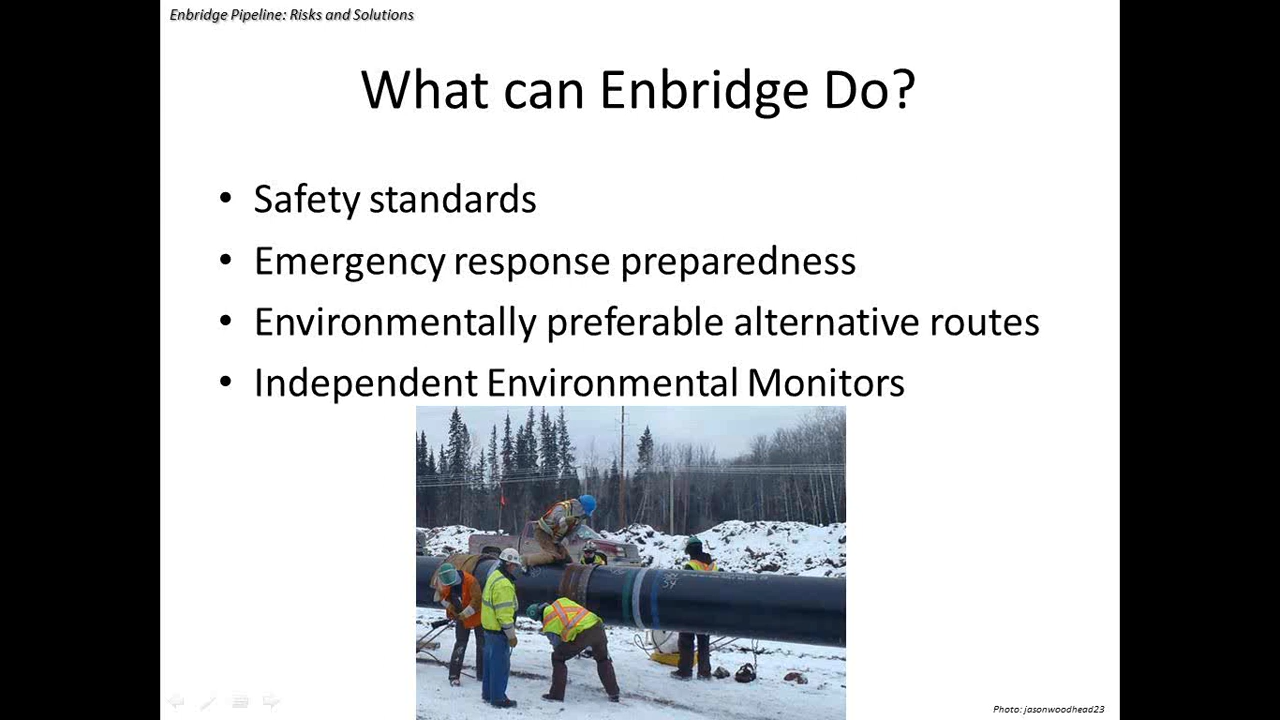 Enbridge Pipeline: Risks and Solutions
What can Enbridge Do?
• Safety standards
• Emergency response preparedness
• Environmentally preferable alternative routes
• Independent Environmental Monitors
Photo: jasonwoodhead23